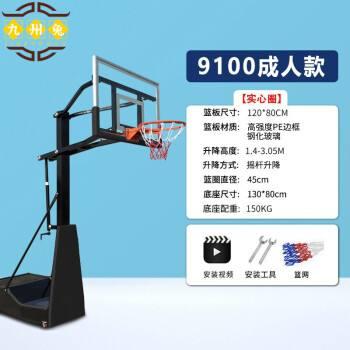 九州兔
9100成人款
【实心圈】
篮板尺寸: 120*80CM
篮板材质: 高强度PE边框
钢化玻璃
升降高度: 1.4-3.05M
升降方式: 摇杆升降
篮圈直径: 45cm
底座尺寸: 130*80cm
底座配重: 150KG
安装视频 安装工具 篮网